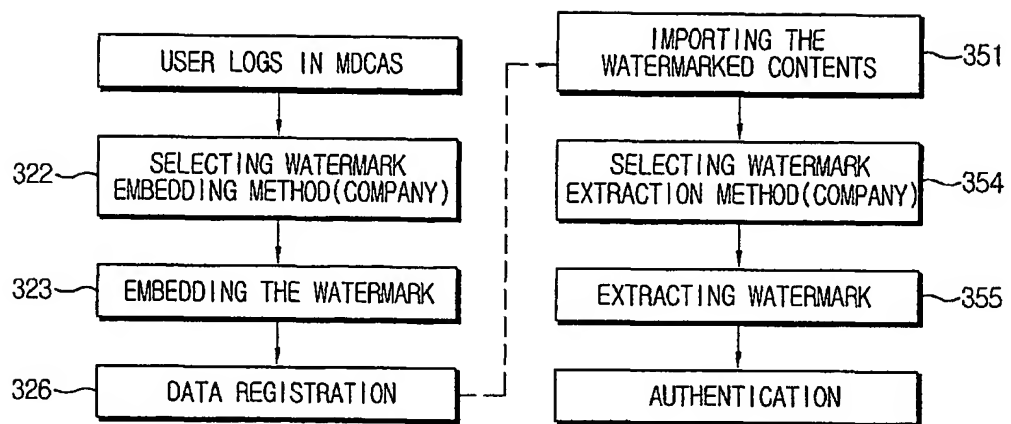 USER LOGS IN MDCAS
322
SELECTING WATERMARK
EMBEDDING METHOD(COMPANY)
323
EMBEDDING THE WATERMARK
326
DATA REGISTRATION
IMPORTING THE
WATERMARKED CONTENTS
351
SELECTING WATERMARK
EXTRACTION METHOD(COMPANY)
354
EXTRACTING WATERMARK
355
AUTHENTICATION